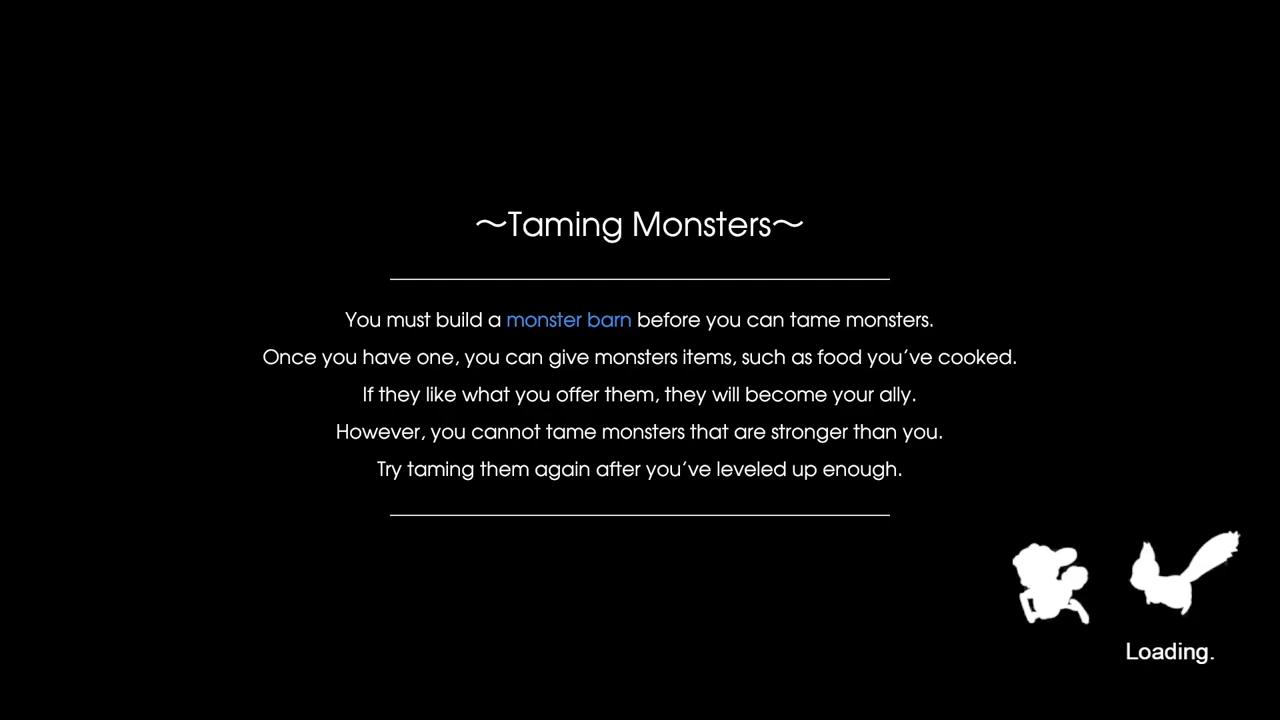 〜Taming Monsters〜
You must build a monster barn before you can tame monsters.
Once you have one, you can give monsters items, such as food you’ve cooked.
If they like what you offer them, they will become your ally.
However, you cannot tame monsters that are stronger than you.
Try taming them again after you’ve leveled up enough.
Loading.